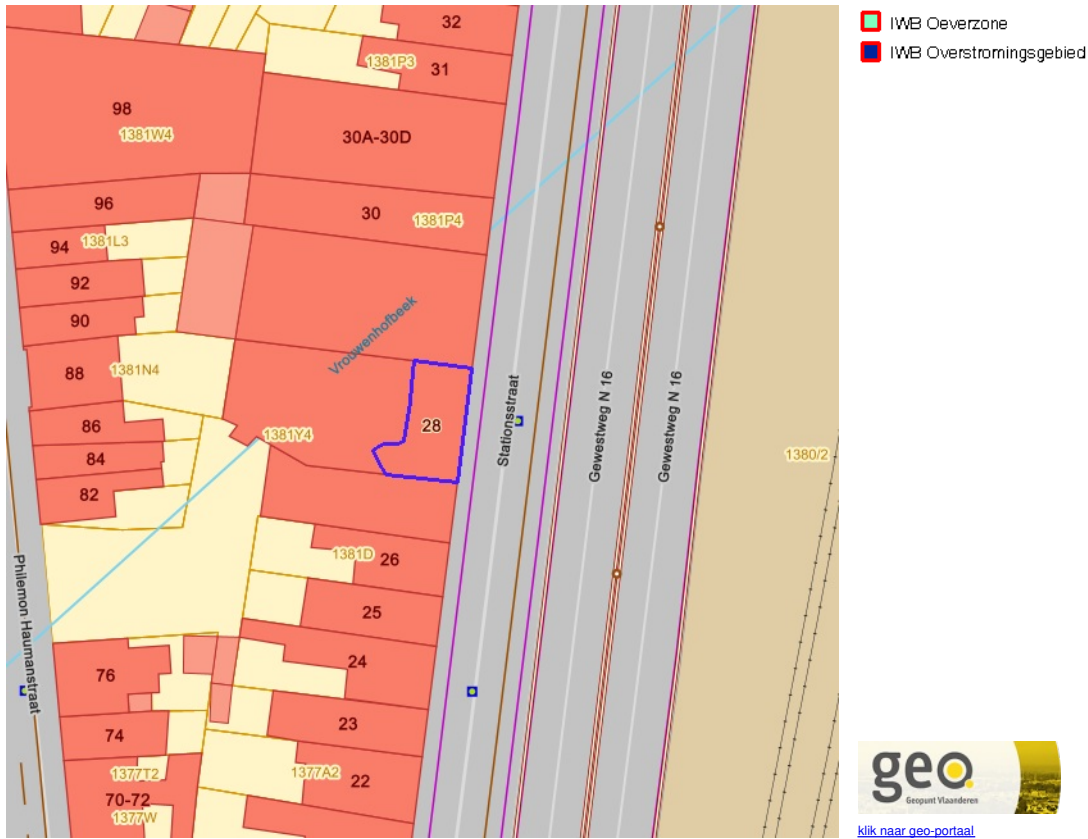 32
IWB Oeverzone
1381P3
31
IWB Overstromingsgebied
98
1381W4
30A-30D
96
30
1381P4
94
1381L3
92
90
Vrouwenhofbeek
88
1381N4
Stationsstraat
Gewestweg N 16
Gewestweg N 16
86
28
1381Y4
84
1380/2
82
1381D
26
Philemon Haumanstraat
25
24
76
23
74
1377T2
1377A2
22
70-72
1377W
geo
Geopunt Vlaanderen
klik naar geo-portaal